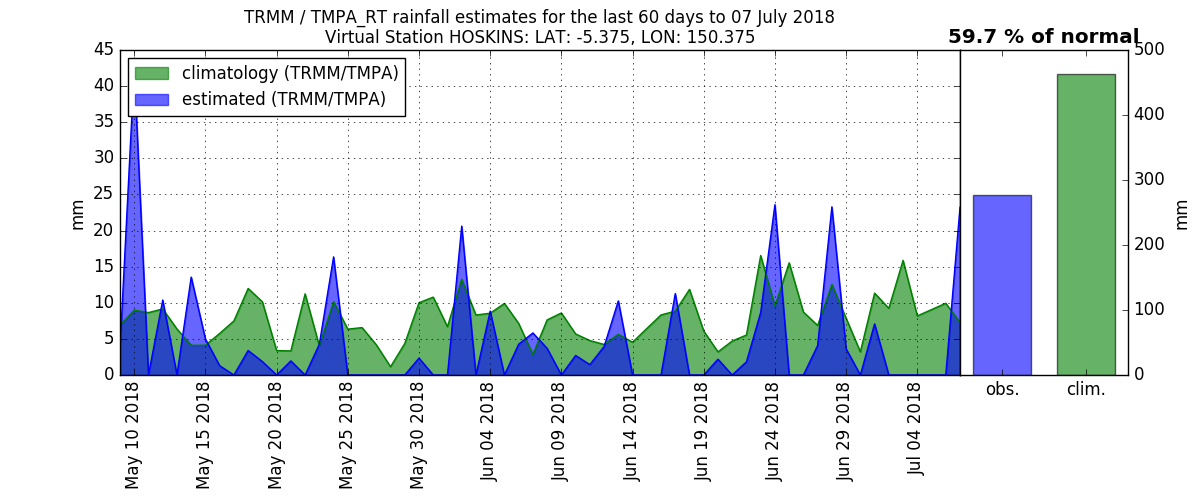 TRMM / TMPA_RT rainfall estimates for the last 60 days to 07 July 2018
Virtual Station HOSKINS: LAT: -5.375, LON: 150.375
59.7 % of normal
climatology (TRMM/TMPA)
estimated (TRMM/TMPA)
45
40
35
30
25
20
15
10
5
0
mm
May 10 2018
May 15 2018
May 20 2018
May 25 2018
May 30 2018
Jun 04 2018
Jun 09 2018
Jun 14 2018
Jun 19 2018
Jun 24 2018
Jun 29 2018
Jul 04 2018
obs.
clim.
500
400
300
200
100
0
mm